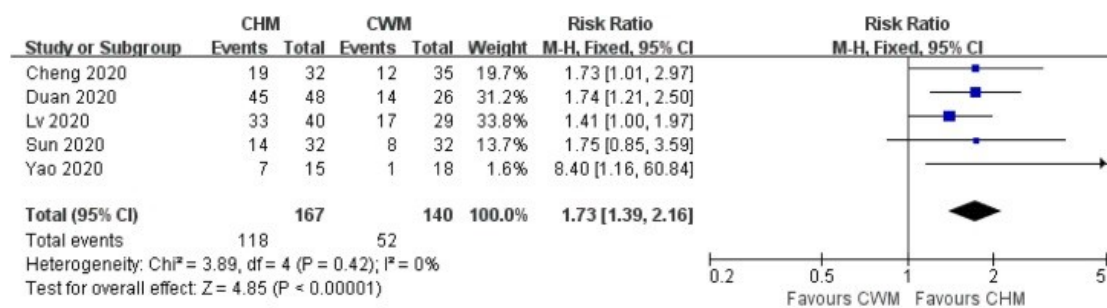 CHM CWM Risk Ratio Risk Ratio
Study or Subgroup Events Total Events Total Weight M-H, Fixed, 95% CI M-H, Fixed, 95% CI
Cheng 2020 19 32 12 35 19.7% 1.73 [1.01, 2.97]
Duan 2020 45 48 14 26 31.2% 1.74 [1.21, 2.50]
Lv 2020 33 40 17 29 33.8% 1.41 [1.00, 1.97]
Sun 2020 14 32 8 32 13.7% 1.75 [0.85, 3.59]
Yao 2020 7 15 1 18 1.6% 8.40 [1.16, 60.84]
Total (95% CI) 167 140 100.0% 1.73 [1.39, 2.16]
Total events 118 52
Heterogeneity: Chi² = 3.89, df = 4 (P = 0.42); I² = 0%
Test for overall effect: Z = 4.85 (P < 0.00001)
0.2 0.5 1 2 5
Favours CWM Favours CHM